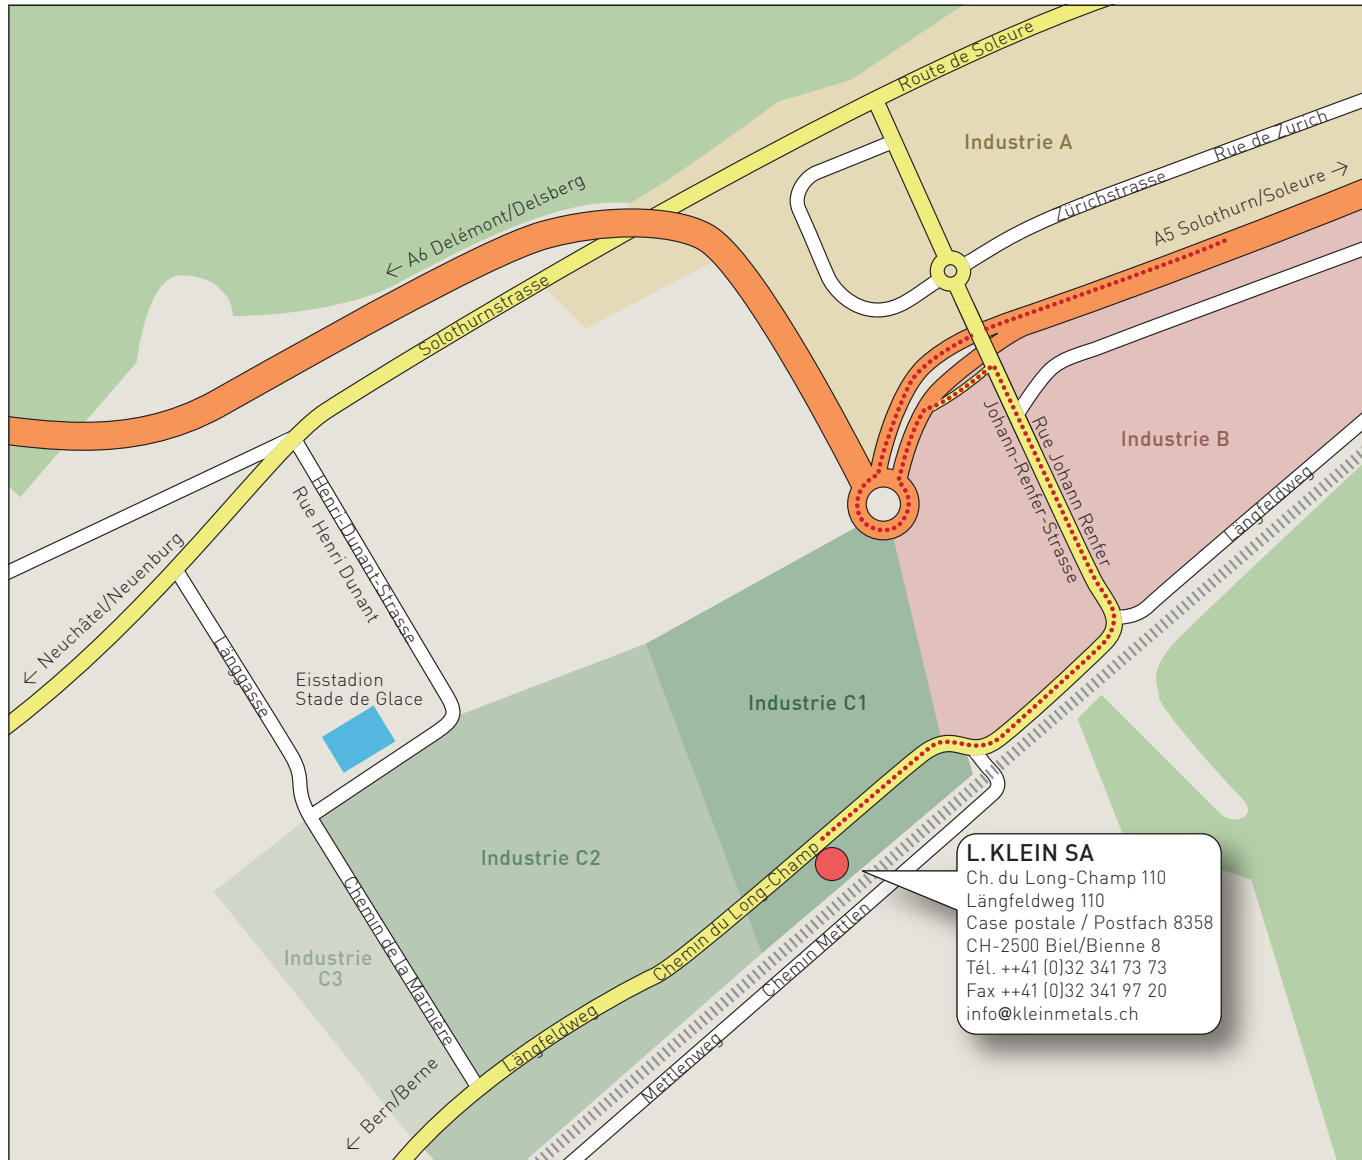 Route de Soleure
Industrie A
Rue de Zurich
Zürichstrasse
A5 Solothurn/Soleure →
← A6 Delémont/Delsberg
Solothurnstrasse
Industrie B
Rue Johann Renfer
Johann-Renfer-Strasse
Längfeldweg
Henri-Dunant-Strasse
Rue Henri Dunant
← Neuchâtel/Neuenburg
Länggasse
Eisstadion
Stade de Glace
Industrie C1
Industrie C2
Industrie
C3
Chemin de la Marniere
Chemin du Long-Champ
Längfeldweg
Chemin Mettlen
Mettlenweg
← Bern/Berne
L. KLEIN SA
Ch. du Long-Champ 110
Längfeldweg 110
Case postale / Postfach 8358
CH-2500 Biel/Bienne 8
Tél. ++41 (0)32 341 73 73
Fax ++41 (0)32 341 97 20
info@kleinmetals.ch